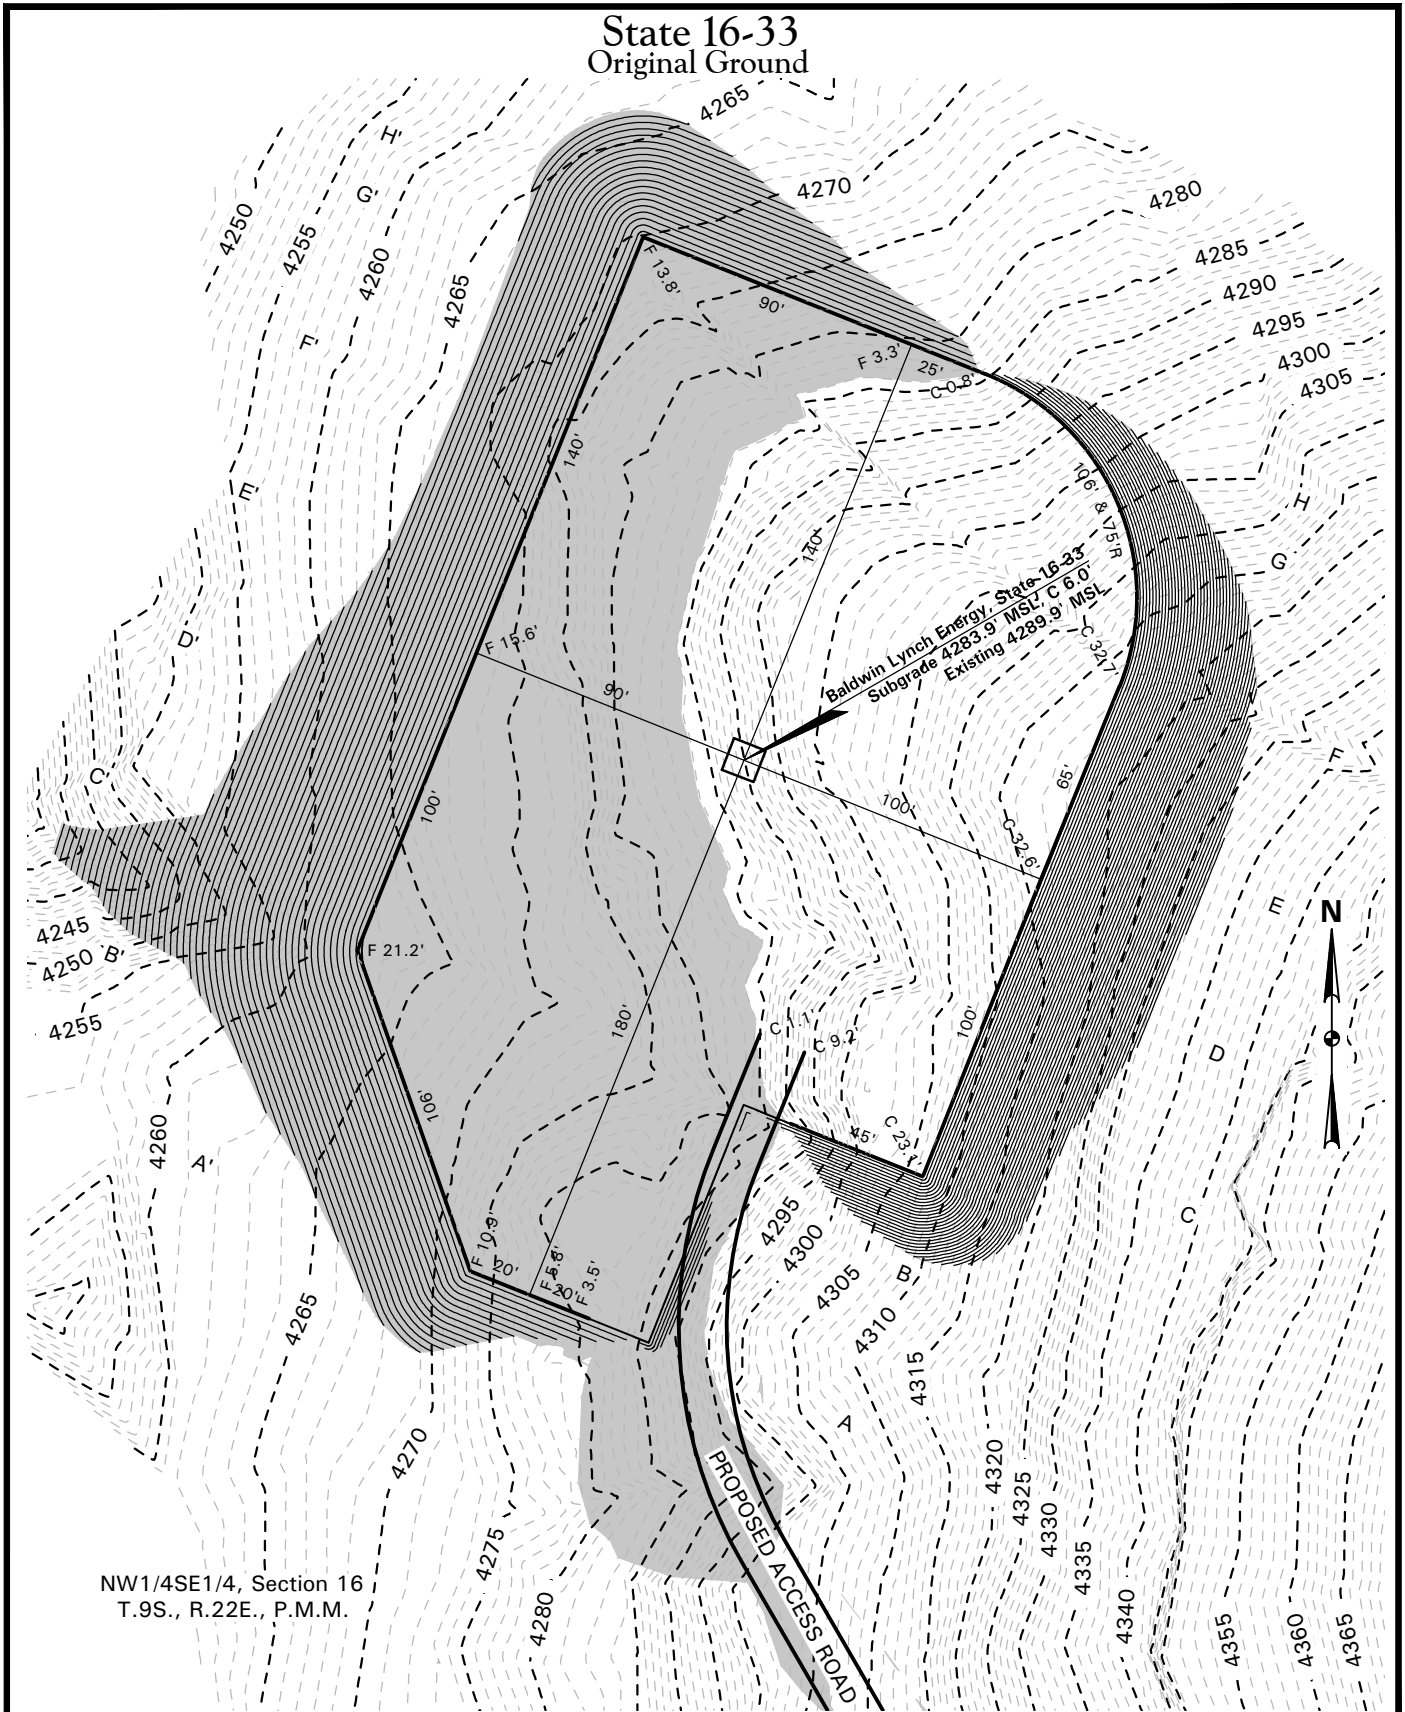 State 16-33
Original Ground
4265
H'
4270
G'
4280
4250
4255
4260
4265
4285
4290
4295
4300
4305
F 13.8'
90'
F'
F 3.3'
25'
C 0.8'
140'
E'
106' & 75'R
H
140'
G
Baldwin Lynch Energy, State 16-33
Subgrade 4283.9' MSL, C 6.0'
Existing 4289.9' MSL
D'
F 15.6'
C 32.7'
90'
F
C'
65'
100'
100'
C 32.6'
E
N
4245
B'
4250
F 21.2'
4255
180'
C 1.1'
C 9.2'
100'
D
106'
C 23.1'
45'
4260
A'
C
4295
4300
F 10.9'
20'
F 5.8'
20'
F 3.5'
B
4305
4310
4265
4315
A
4270
4320
4325
4330
4335
PROPOSED ACCESS ROAD
4275
NW1/4SE1/4, Section 16
T.9S., R.22E., P.M.M.
4280
4340
4355
4360
4365